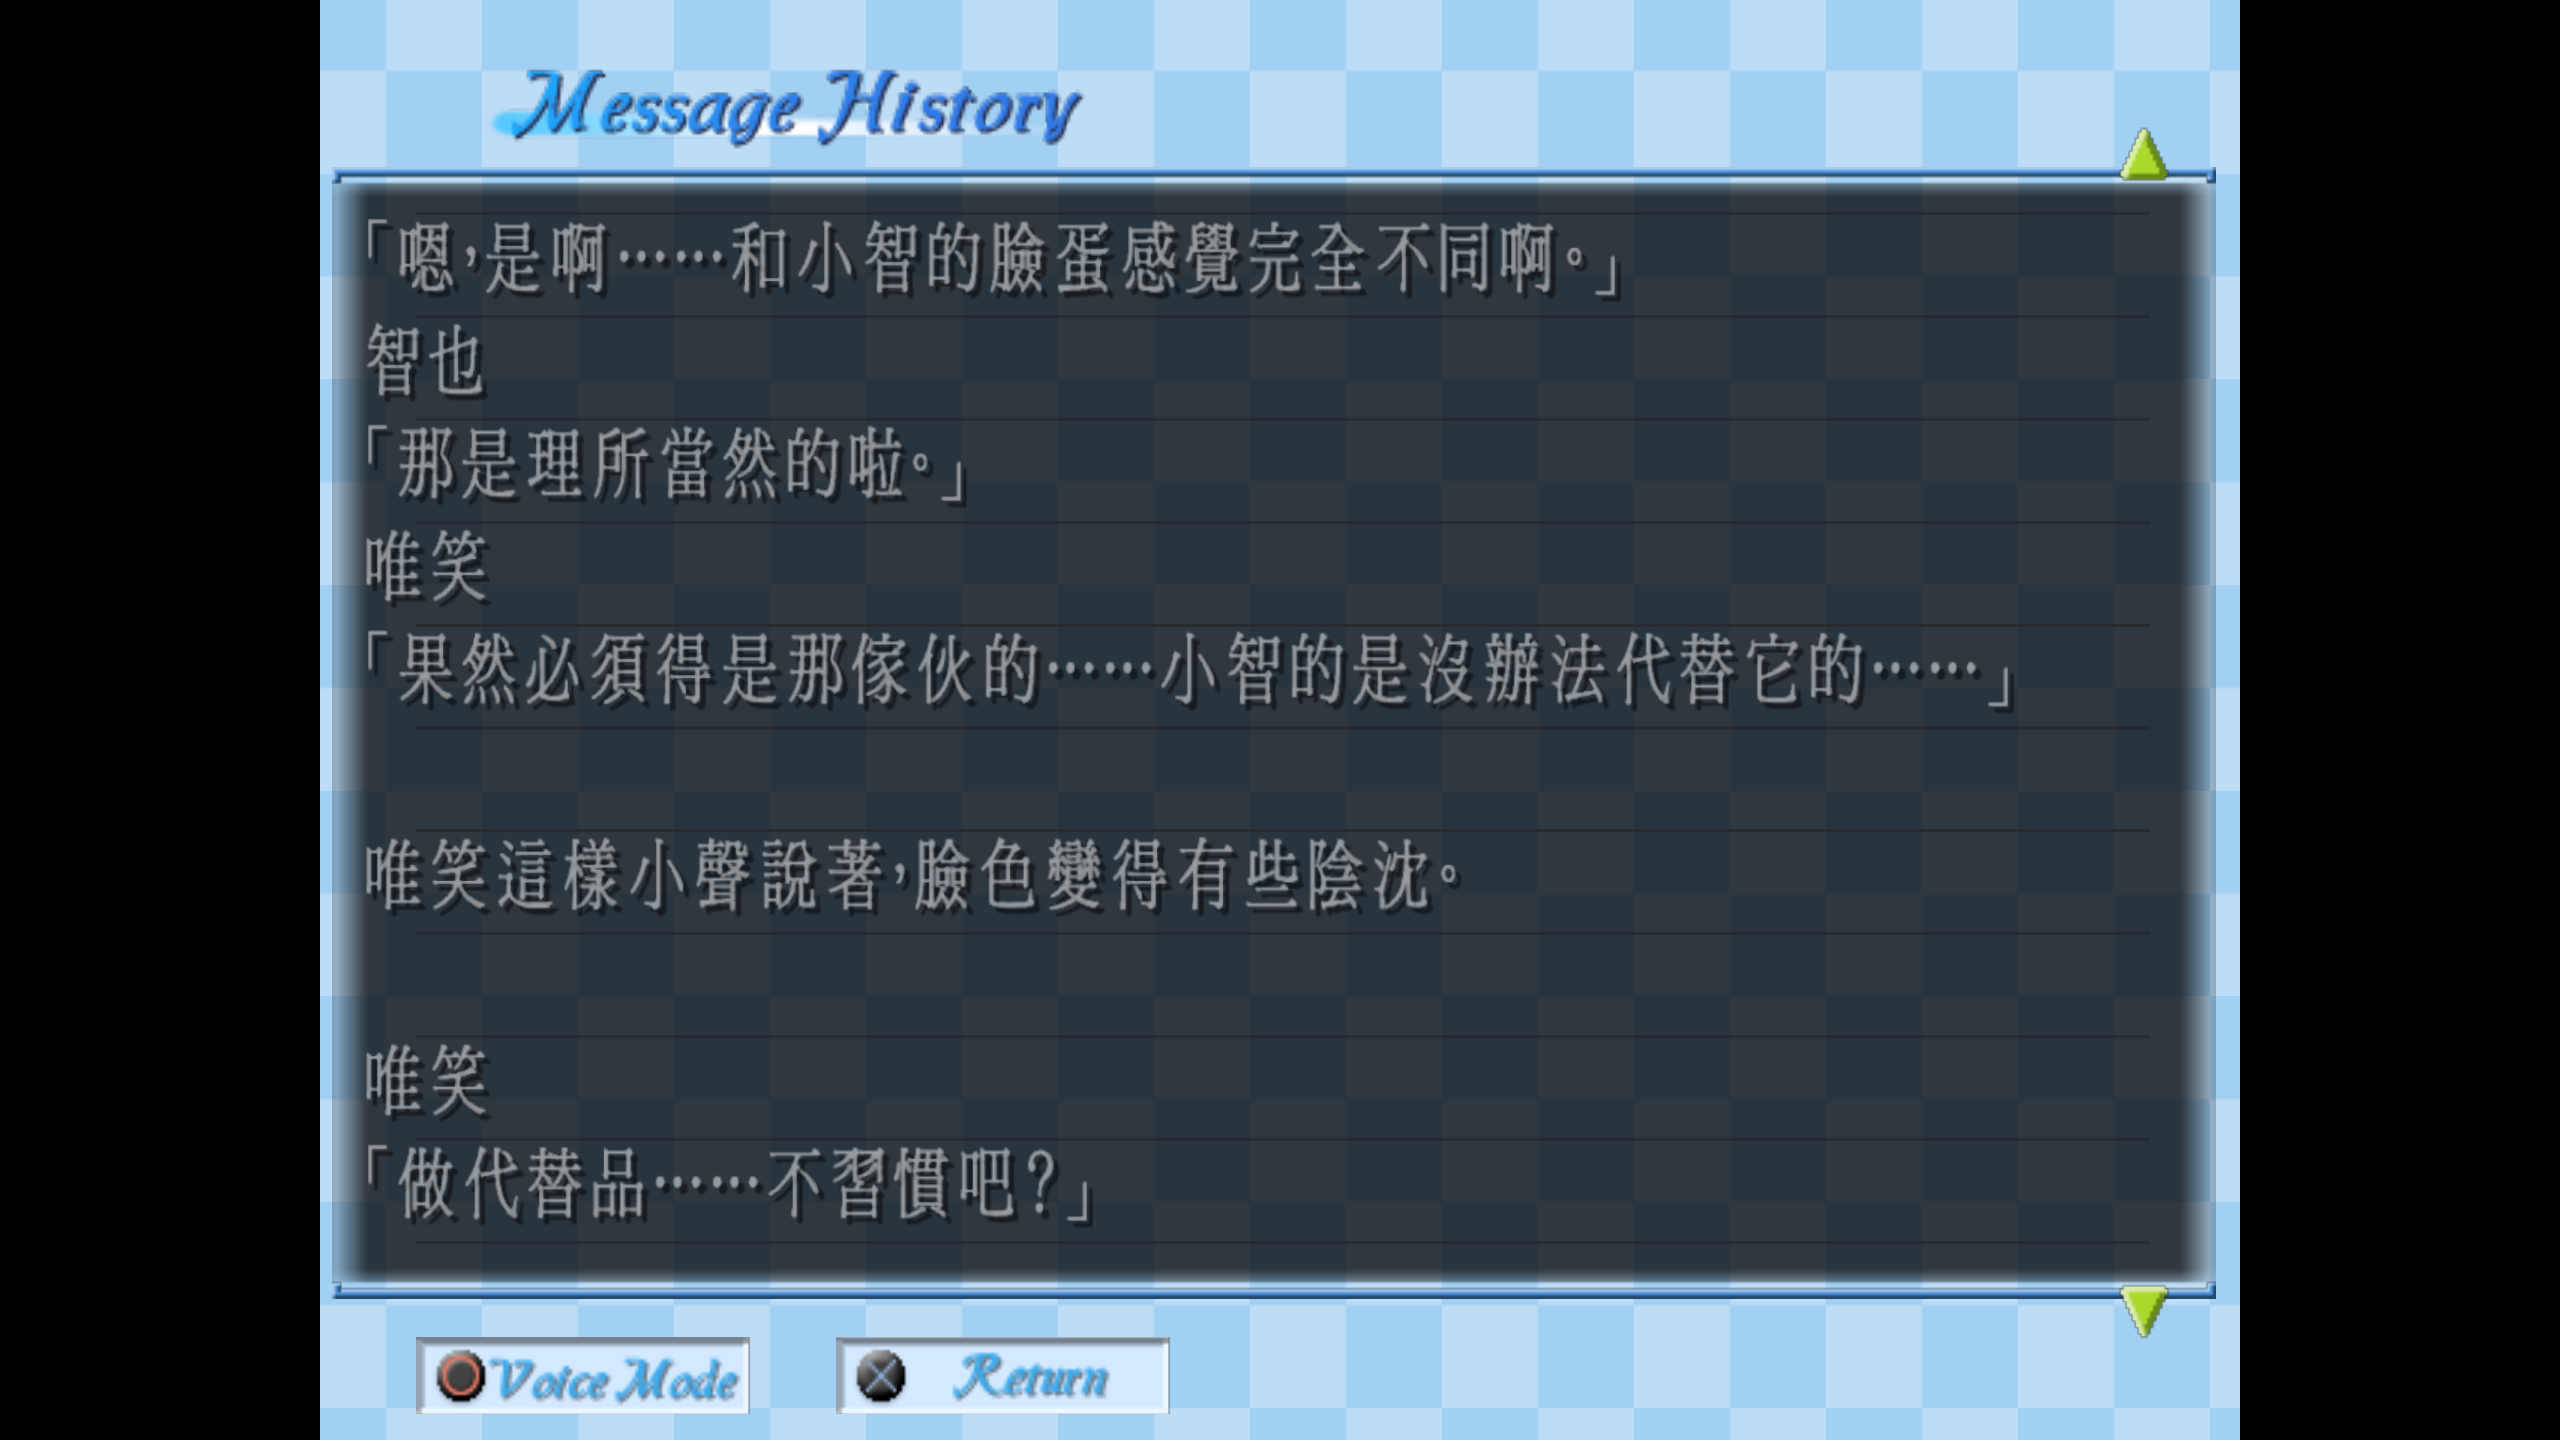 Message History
「嗯,是啊……和小智的臉蛋感覺完全不同啊。」
智也
「那是理所當然的啦。」
唯笑
「果然必須得是那傢伙的……小智的是沒辦法代替它的……」
唯笑這樣小聲說著,臉色變得有些陰沈。
唯笑
「做代替品……不習慣吧?」
Voice Mode
Return